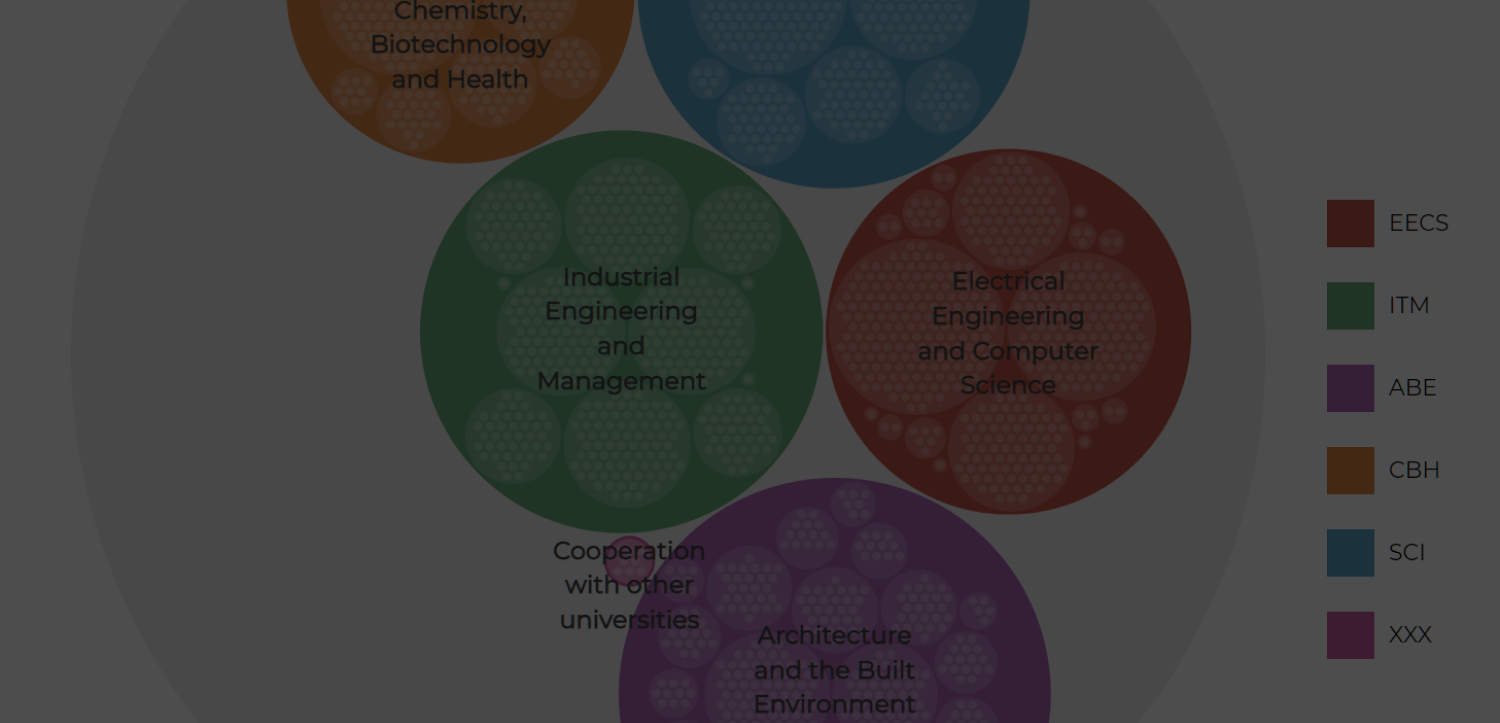 Chemistry,
Biotechnology
and Health
Industrial
Engineering
and
Management
Electrical
Engineering
and Computer
Science
Cooperation
with other
universities
Architecture
and the Built
Environment
EECS
ITM
ABE
CBH
SCI
XXX